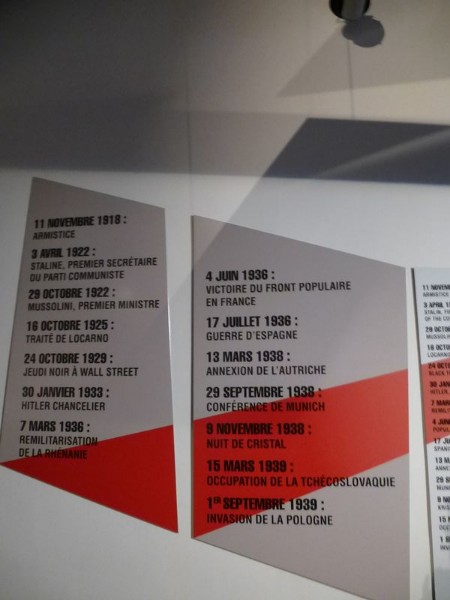 11 NOVEMBRE 1918 :
ARMISTICE
3 AVRIL 1922 :
STALINE, PREMIER SECRÉTAIRE
DU PARTI COMMUNISTE
29 OCTOBRE 1922 :
MUSSOLINI, PREMIER MINISTRE
16 OCTOBRE 1925 :
TRAITÉ DE LOCARNO
24 OCTOBRE 1929 :
JEUDI NOIR À WALL STREET
30 JANVIER 1933 :
HITLER CHANCELIER
7 MARS 1936 :
REMILITARISATION
DE LA RHÉNANIE
4 JUIN 1936 :
VICTOIRE DU FRONT POPULAIRE
EN FRANCE
17 JUILLET 1936 :
GUERRE D'ESPAGNE
13 MARS 1938 :
ANNEXION DE L'AUTRICHE
29 SEPTEMBRE 1938 :
CONFÉRENCE DE MUNICH
9 NOVEMBRE 1938 :
NUIT DE CRISTAL
15 MARS 1939 :
OCCUPATION DE LA TCHÉCOSLOVAQUIE
1ER SEPTEMBRE 1939 :
INVASION DE LA POLOGNE
ARMISTICE
OF THE